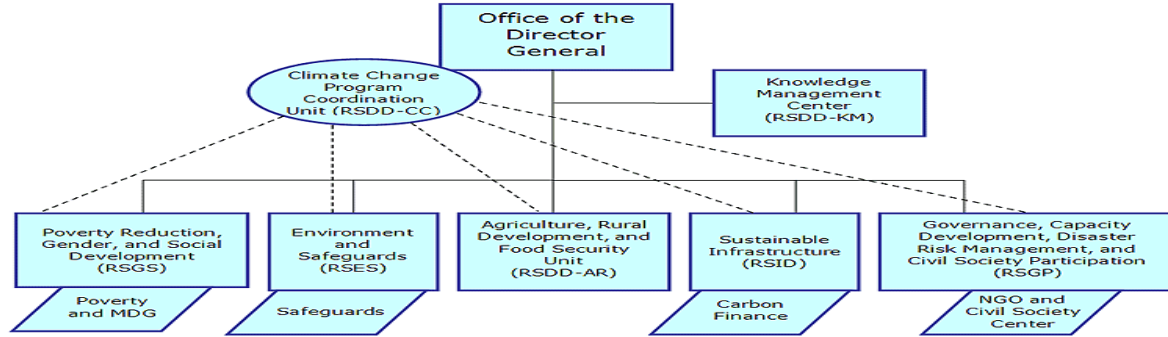 Office of the
Director
General
Climate Change
Program
Coordination
Unit (RSDD-CC)
Knowledge
Management
Center
(RSDD-KM)
Poverty Reduction,
Gender, and Social
Development
(RSGS)
Environment
and
Safeguards (RSES)
Agriculture, Rural
Development, and
Food Security
Unit
(RSDD-AR)
Sustainable
Infrastructure (RSID)
Governance, Capacity
Development, Disaster
Risk Management, and
Civil Society Participation
(RSGP)
Poverty
and MDG
Safeguards
Carbon
Finance
NGO and
Civil Society
Center